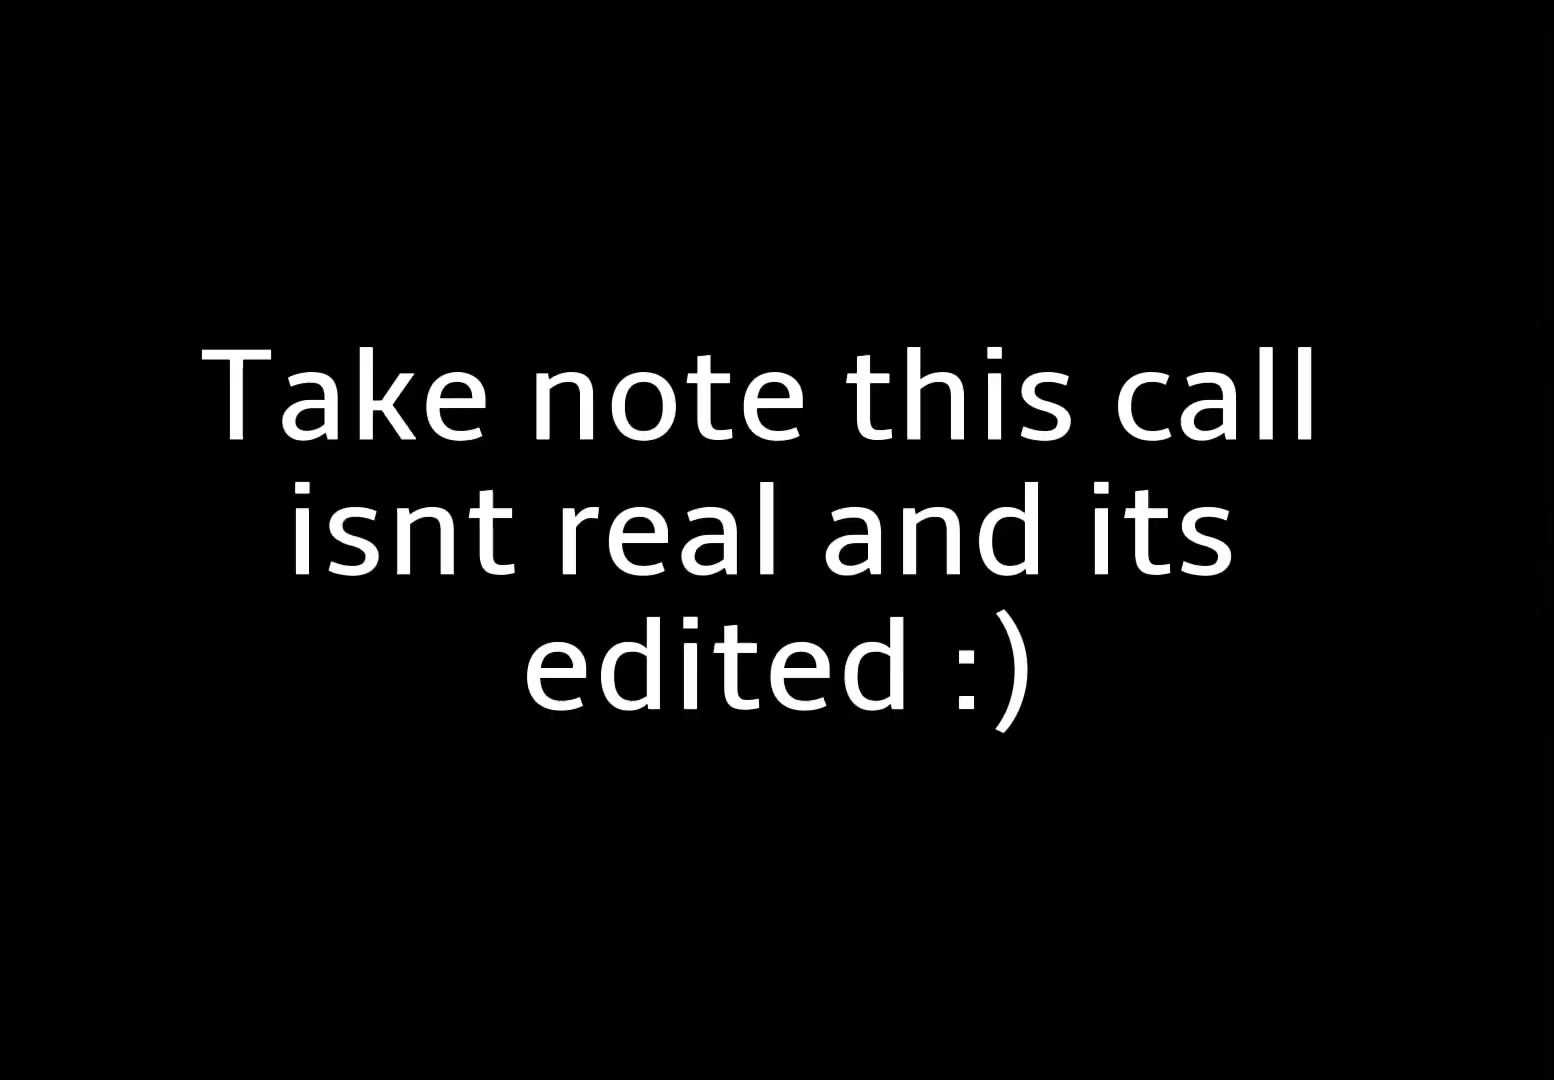 Take note this call
isnt real and its
edited :)